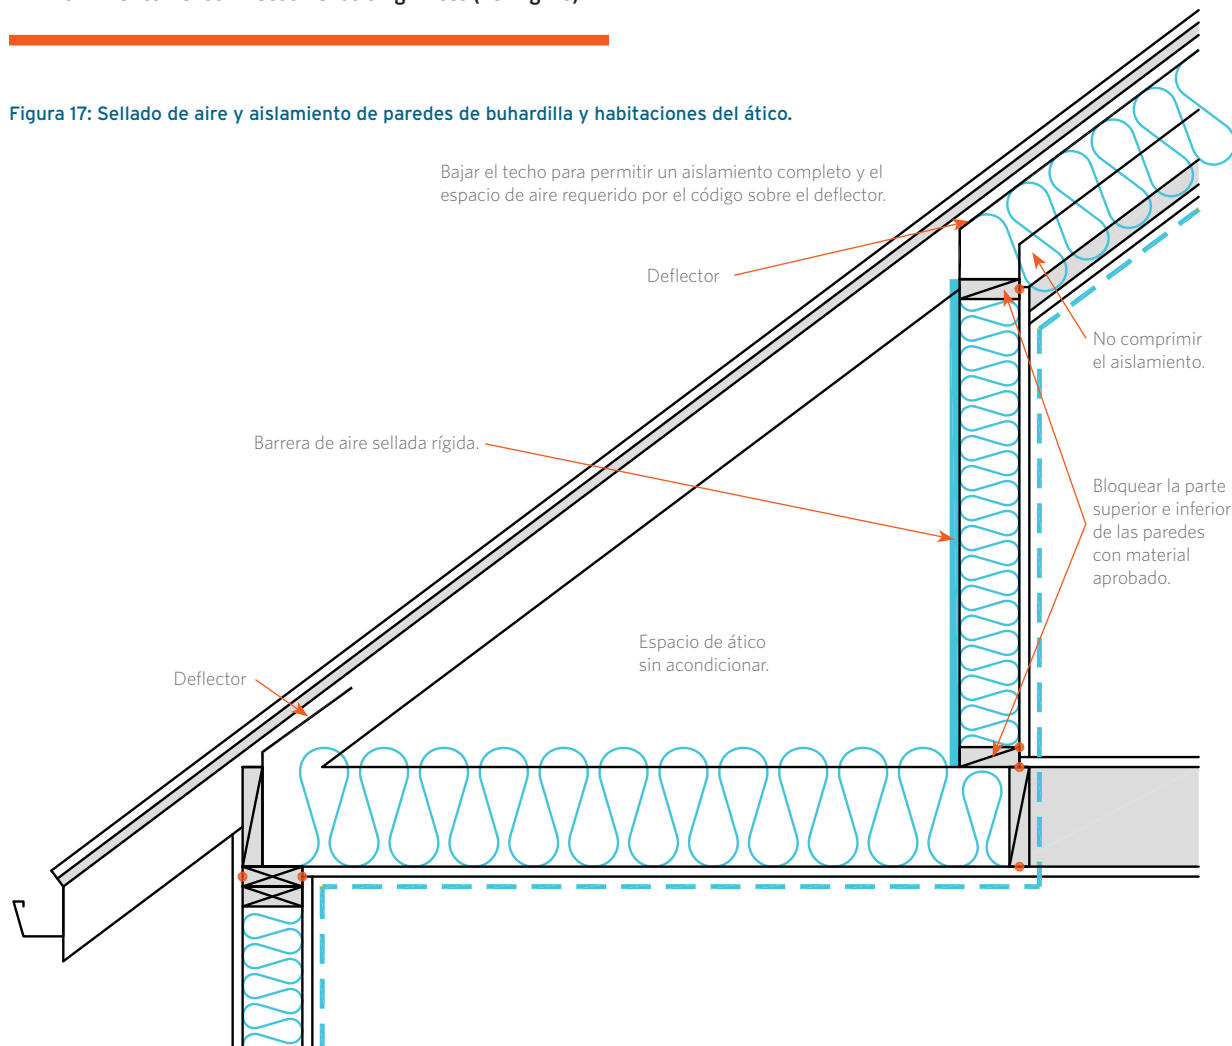 Figura 17: Sellado de aire y aislamiento de paredes de buhardilla y habitaciones del ático.
Bajar el techo para permitir un aislamiento completo y el
espacio de aire requerido por el código sobre el deflector.
Deflector
No comprimir
el aislamiento.
Barrera de aire sellada rígida.
Bloquear la parte
superior e inferior
de las paredes
con material
aprobado.
Espacio de ático
sin acondicionar.
Deflector